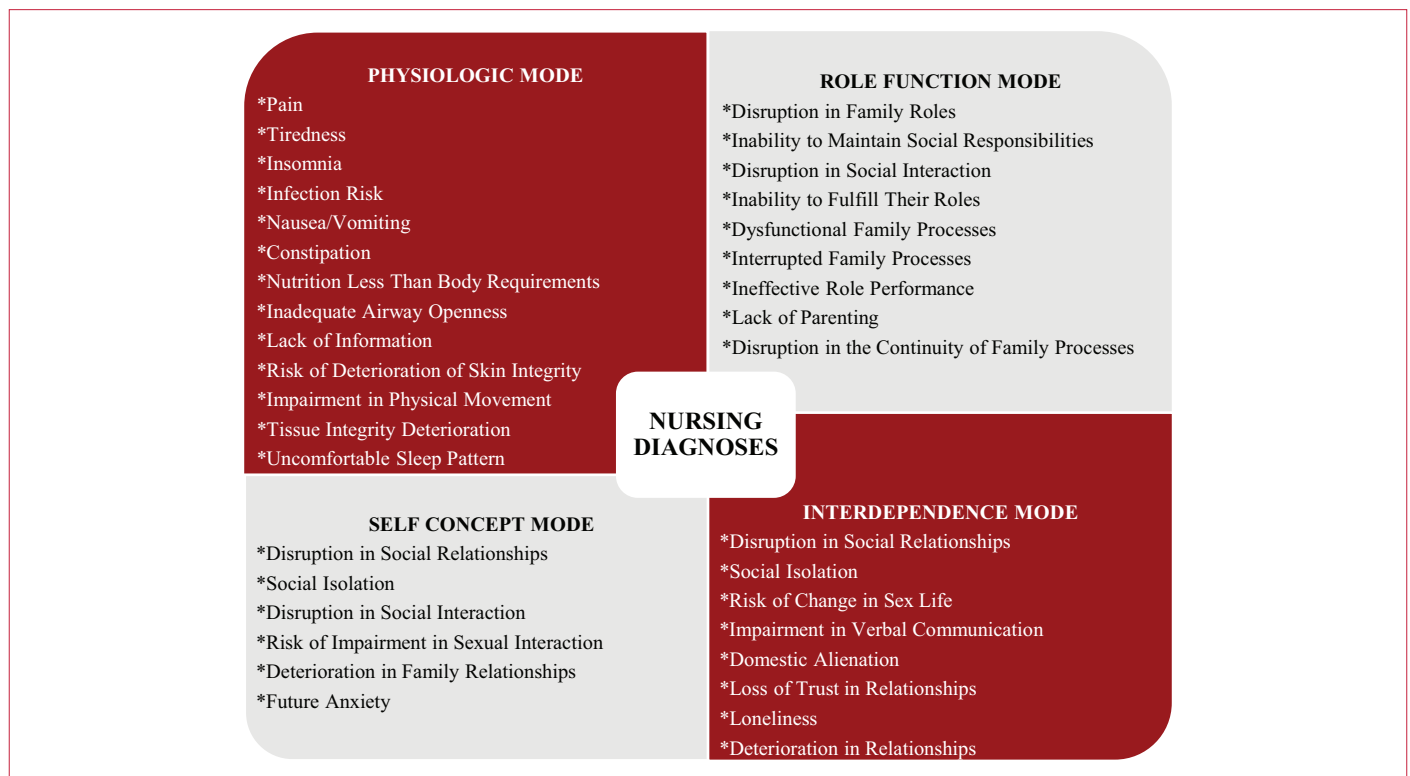 PHYSIOLOGIC MODE
*Pain
*Tiredness
*Insomnia
*Infection Risk
*Nausea/Vomiting
*Constipation
*Nutrition Less Than Body Requirements
*Inadequate Airway Openness
*Lack of Information
*Risk of Deterioration of Skin Integrity
*Impairment in Physical Movement
*Tissue Integrity Deterioration
*Uncomfortable Sleep Pattern
ROLE FUNCTION MODE
*Disruption in Family Roles
*Inability to Maintain Social Responsibilities
*Disruption in Social Interaction
*Inability to Fulfill Their Roles
*Dysfunctional Family Processes
*Interrupted Family Processes
*Ineffective Role Performance
*Lack of Parenting
*Disruption in the Continuity of Family Processes
NURSING
DIAGNOSES
SELF CONCEPT MODE
*Disruption in Social Relationships
*Social Isolation
*Disruption in Social Interaction
*Risk of Impairment in Sexual Interaction
*Deterioration in Family Relationships
*Future Anxiety
INTERDEPENDENCE MODE
*Disruption in Social Relationships
*Social Isolation
*Risk of Change in Sex Life
*Impairment in Verbal Communication
*Domestic Alienation
*Loss of Trust in Relationships
*Loneliness
*Deterioration in Relationships